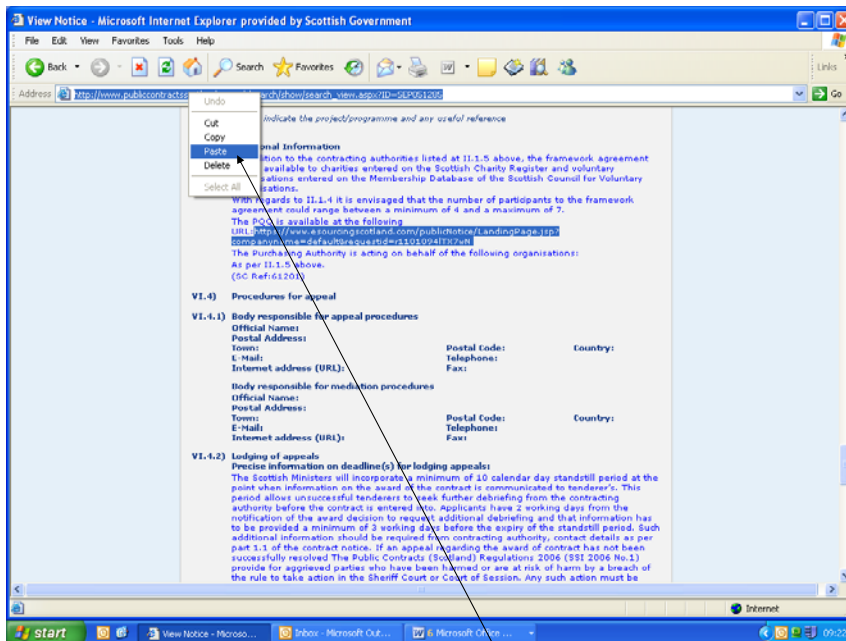 View Notice - Microsoft Internet Explorer provided by Scottish Government
File Edit View Favorites Tools Help
Back Search Favorites Links
Address http://www.publiccontractss rch/show/search_view.aspx?ID=SEP051205 Go
Undo
Cut
Copy
Paste
Delete
Select All
indicate the project/programme and any useful reference
onal Information
tion to the contracting authorities listed at II.1.5 above, the framework agreement
available to charities entered on the Scottish Charity Register and voluntary
sations entered on the Membership Database of the Scottish Council for Voluntary
sations.
With regards to II.1.4 it is envisaged that the number of participants to the framework
agreement could range between a minimum of 4 and a maximum of 7.
The PQQ is available at the following
URL:https://www.esourcingscotland.com/publicNotice/LandingPage.jsp?
companyname=default&requestid=
The Purchasing Authority is acting on behalf of the following organisations:
As per II.1.5 above.
(SC Ref:61201)
VI.4) Procedures for appeal
VI.4.1) Body responsible for appeal procedures
Official Name:
Postal Address:
Town: Postal Code: Country:
E-Mail: Telephone:
Internet address (URL): Fax:
Body responsible for mediation procedures
Official Name:
Postal Address:
Town: Postal Code: Country:
E-Mail: Telephone:
Internet address (URL): Fax:
VI.4.2) Lodging of appeals
Precise information on deadline(s) for lodging appeals:
The Scottish Ministers will incorporate a minimum of 10 calendar day standstill period at the
point when information on the award of the contract is communicated to tenderer's. This
period allows unsuccessful tenderers to seek further debriefing from the contracting
authority before the contract is entered into. Applicants have 2 working days from the
notification of the award decision to request additional debriefing and that information has
to be provided a minimum of 3 working days before the expiry of the standstill period. Such
additional information should be required from contracting authority, contact details as per
part 1.1 of the contract notice. If an appeal regarding the award of contract has not been
successfully resolved The Public Contracts (Scotland) Regulations 2006 (SSI 2006 No.1)
provide for aggrieved parties who have been harmed or are at risk of harm by a breach of
the rule to take action in the Sheriff Court or Court of Session. Any such action must be
Internet
start View Notice - Microso... Inbox - Microsoft Out... 6 Microsoft Office ... 09:22